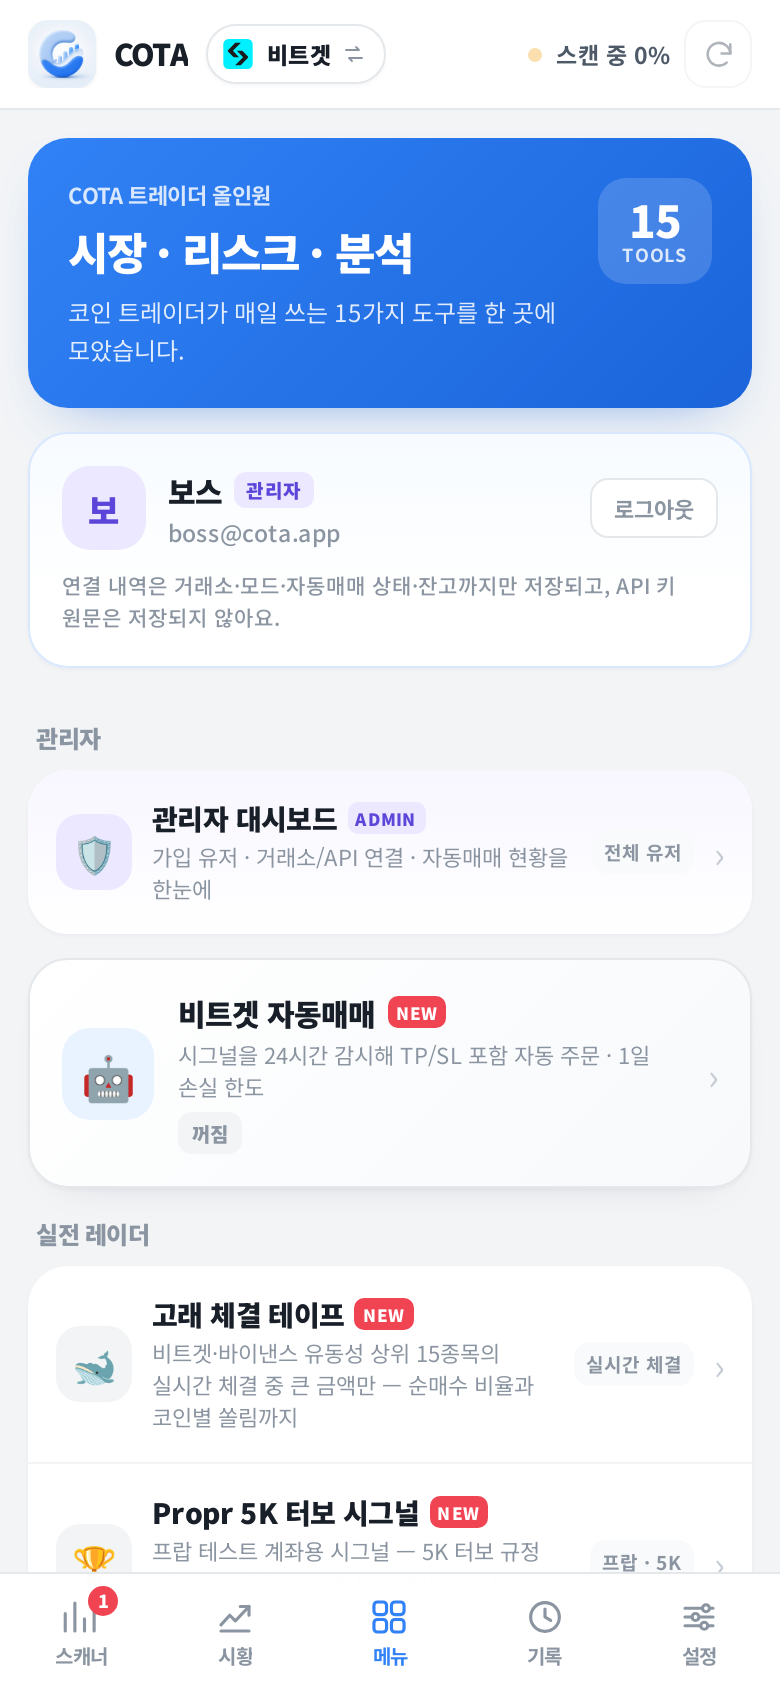 COTA
비트겟
스캔 중 0%
COTA 트레이더 올인원
시장 · 리스크 · 분석
코인 트레이더가 매일 쓰는 15가지 도구를 한 곳에
모았습니다.
15
TOOLS
보
보스
관리자
boss@cota.app
로그아웃
연결 내역은 거래소·모드·자동매매 상태·잔고까지만 저장되고, API 키
원문은 저장되지 않아요.
관리자
관리자 대시보드
ADMIN
가입 유저 · 거래소/API 연결 · 자동매매 현황을
한눈에
전체 유저
비트겟 자동매매
NEW
시그널을 24시간 감시해 TP/SL 포함 자동 주문 · 1일
손실 한도
꺼짐
실전 레이더
고래 체결 테이프
NEW
비트겟·바이낸스 유동성 상위 15종목의
실시간 체결 중 큰 금액만 — 순매수 비율과
코인별 쏠림까지
실시간 체결
Propr 5K 터보 시그널
NEW
프랍 테스트 계좌용 시그널 — 5K 터보 규정
프랍 · 5K
1
스캐너
시황
메뉴
기록
설정